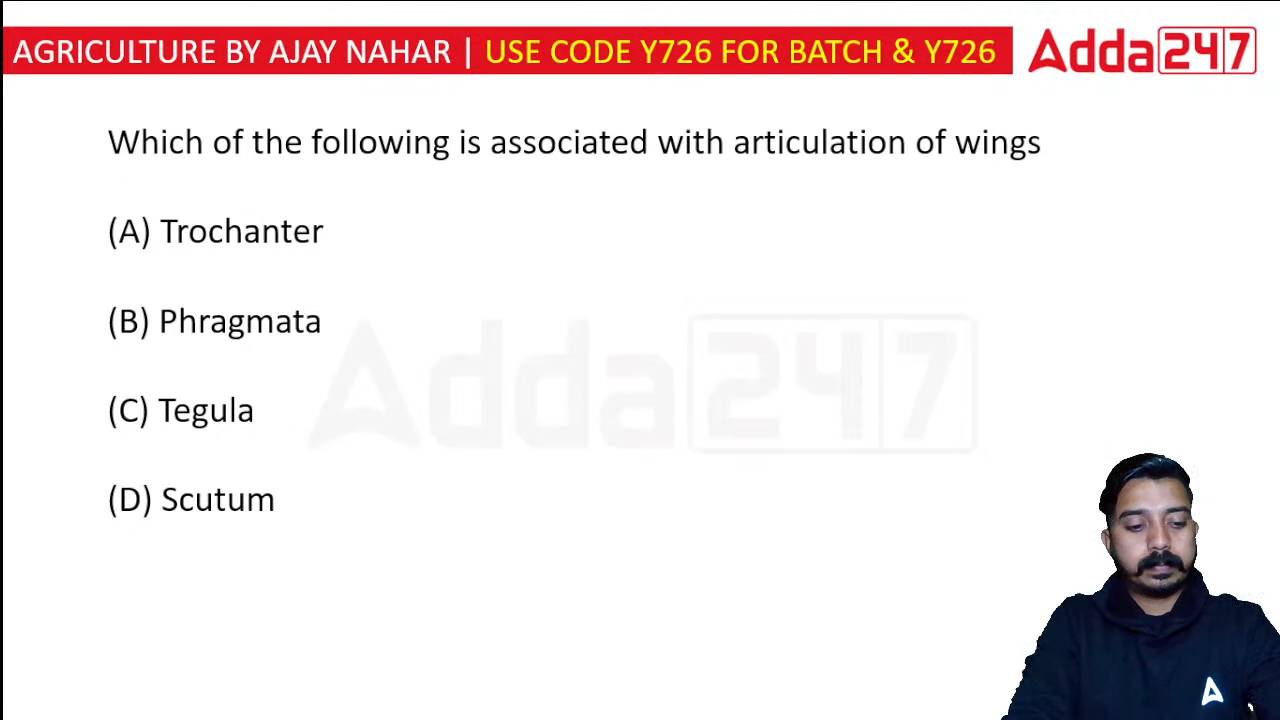 AGRICULTURE BY AJAY NAHAR | USE CODE Y726 FOR BATCH & Y726
Adda247
Which of the following is associated with articulation of wings
(A) Trochanter
(B) Phragmata
(C) Tegula
(D) Scutum
Adda247